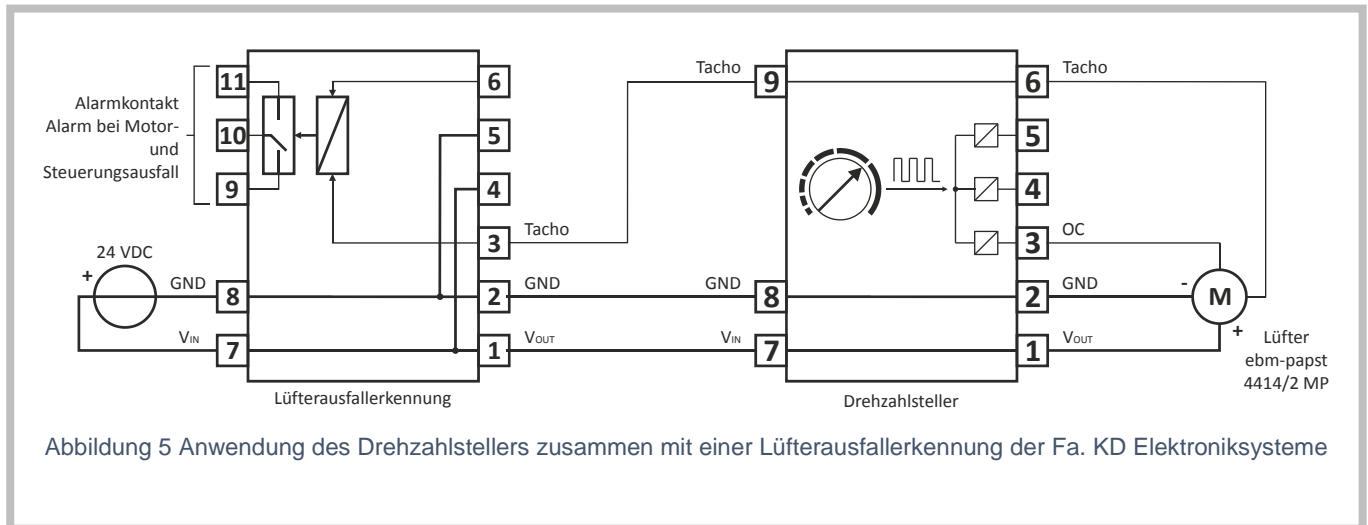 Alarmkontakt
Alarm bei Motor-
und
Steuerungsausfall
11
10
9
24 VDC
+
GND
8
VIN
7
6
5
4
3
Tacho
2
GND
1
VOUT
Lüfterausfallerkennung
Tacho
9
GND
8
VIN
7
6
Tacho
5
4
3
OC
2
GND
1
VOUT
Drehzahlsteller
-
M
+
Lüfter
ebm-papst
4414/2 MP
Abbildung 5 Anwendung des Drehzahlstellers zusammen mit einer Lüfterausfallerkennung der Fa. KD Elektroniksysteme